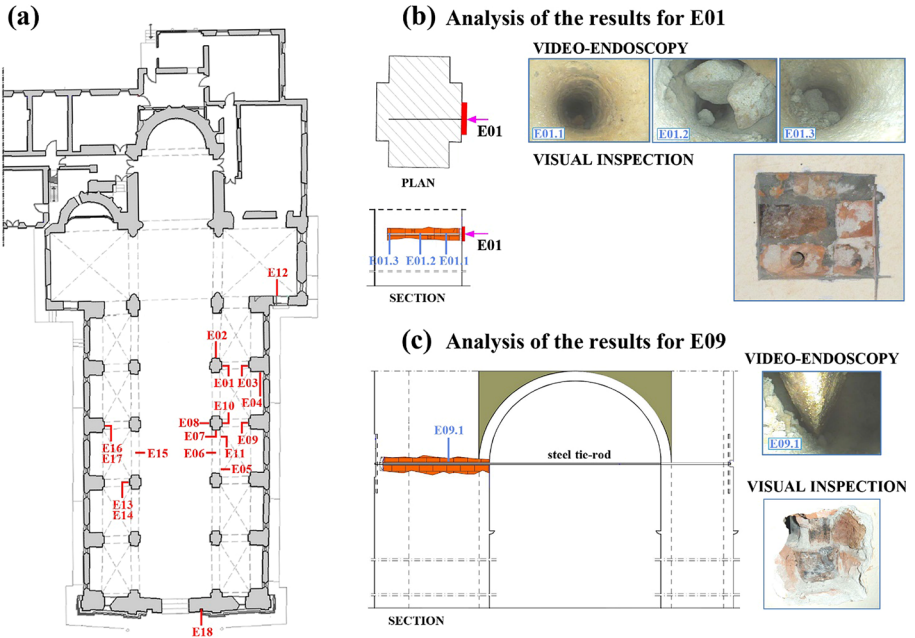 (a)
E12
E02
E01
E03
E04
E10
E08
E07
E09
E11
E06
E05
E16
E17
E15
E13
E14
E18
(b) Analysis of the results for E01
VIDEO-ENDOSCOPY
E01
PLAN
E01.1
E01.2
E01.3
VISUAL INSPECTION
E01
E01.3
E01.2
E01.1
SECTION
(c) Analysis of the results for E09
VIDEO-ENDOSCOPY
E09.1
steel tie-rod
E09.1
VISUAL INSPECTION
SECTION